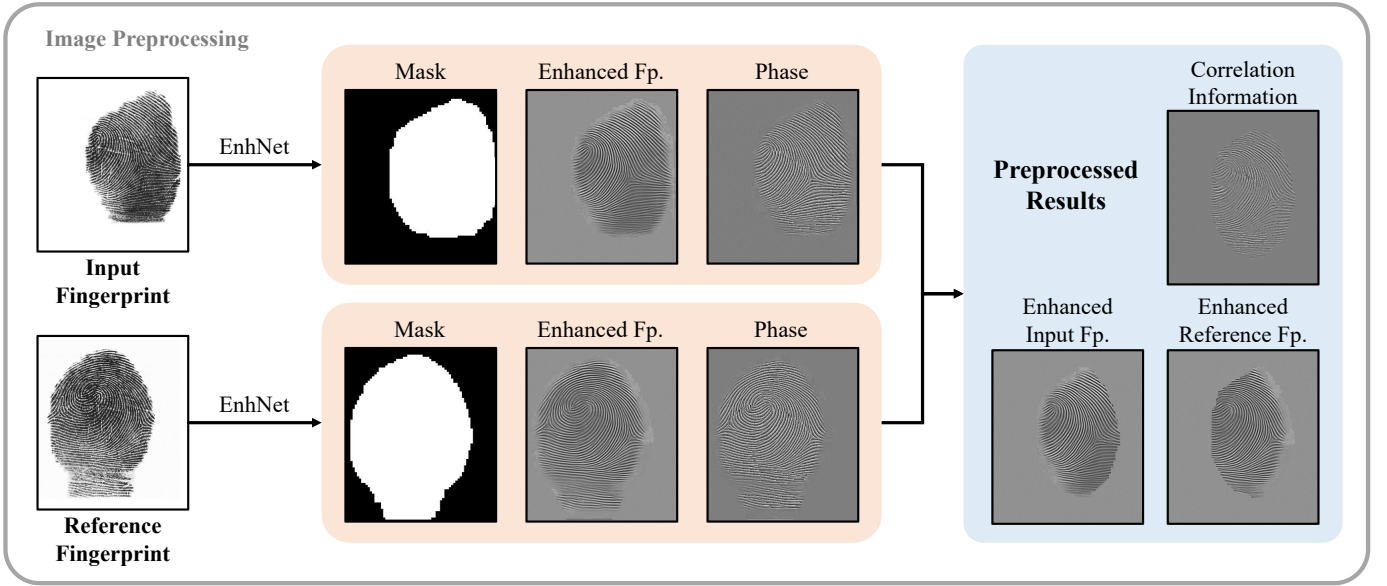 Image Preprocessing
Input
Fingerprint
EnhNet
Mask
Enhanced Fp.
Phase
Reference
Fingerprint
EnhNet
Mask
Enhanced Fp.
Phase
Preprocessed
Results
Correlation
Information
Enhanced
Input Fp.
Enhanced
Reference Fp.